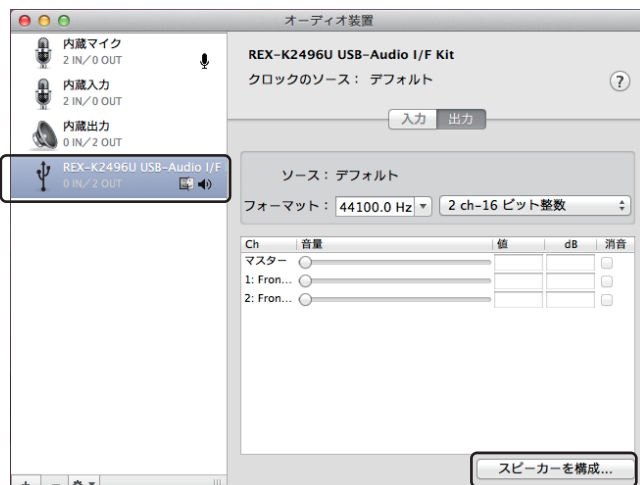 オーディオ装置
内蔵マイク
2 IN/0 OUT
内蔵入力
2 IN/0 OUT
内蔵出力
0 IN/2 OUT
REX-K2496U USB-Audio I/F
0 IN/2 OUT
REX-K2496U USB-Audio I/F Kit
クロックのソース： デフォルト
?
入力 出力
ソース：デフォルト
フォーマット： 44100.0 Hz 2 ch-16 ビット整数
Ch 音量 値 dB 消音
マスター
1: Fron...
2: Fron...
スピーカーを構成...